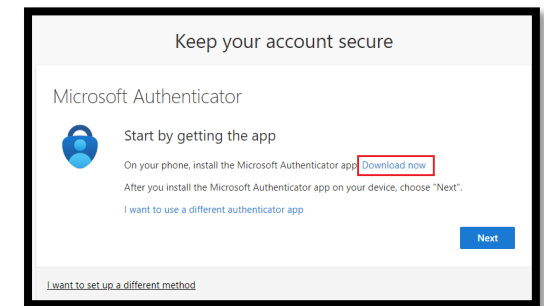 Keep your account secure
Microsoft Authenticator
Start by getting the app
On your phone, install the Microsoft Authenticator app. Download now
After you install the Microsoft Authenticator app on your device, choose "Next".
I want to use a different authenticator app
Next
I want to set up a different method